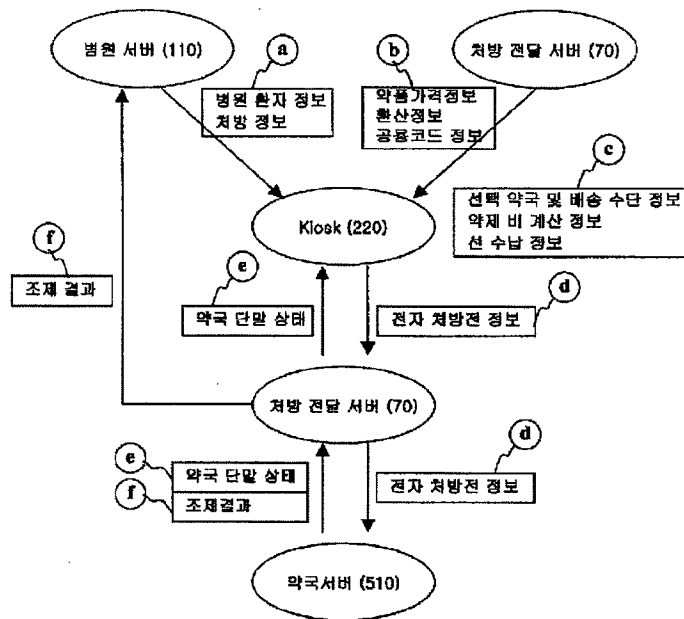 병원 서버 (110)
a
b
처방 전달 서버 (70)
병원 환자 정보
처방 정보
약품가격정보
환산정보
공용코드 정보
c
선택 약국 및 배송 수단 정보
약제 비 계산 정보
선 수납 정보
Kiosk (220)
f
조제 결과
e
약국 단말 상태
전자 처방전 정보
d
처방 전달 서버 (70)
e
약국 단말 상태
f
조제결과
d
전자 처방전 정보
약국서버 (510)